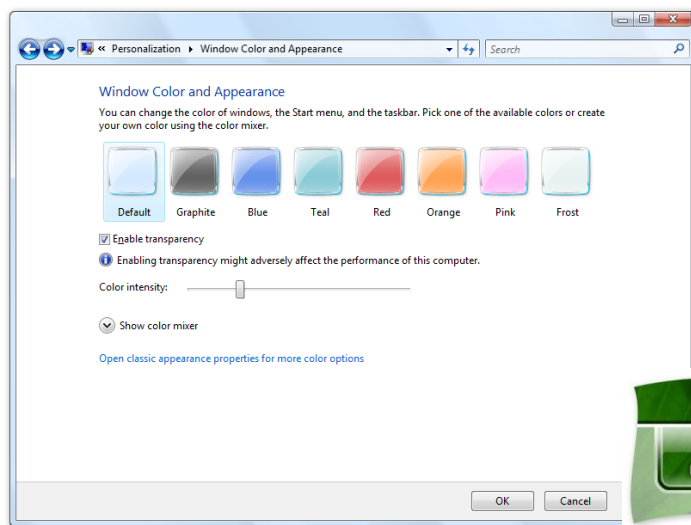 « Personalization Window Color and Appearance Search
Window Color and Appearance
You can change the color of windows, the Start menu, and the taskbar. Pick one of the available colors or create
your own color using the color mixer.
Default Graphite Blue Teal Red Orange Pink Frost
Enable transparency
Enabling transparency might adversely affect the performance of this computer.
Color intensity:
Show color mixer
Open classic appearance properties for more color options
OK Cancel